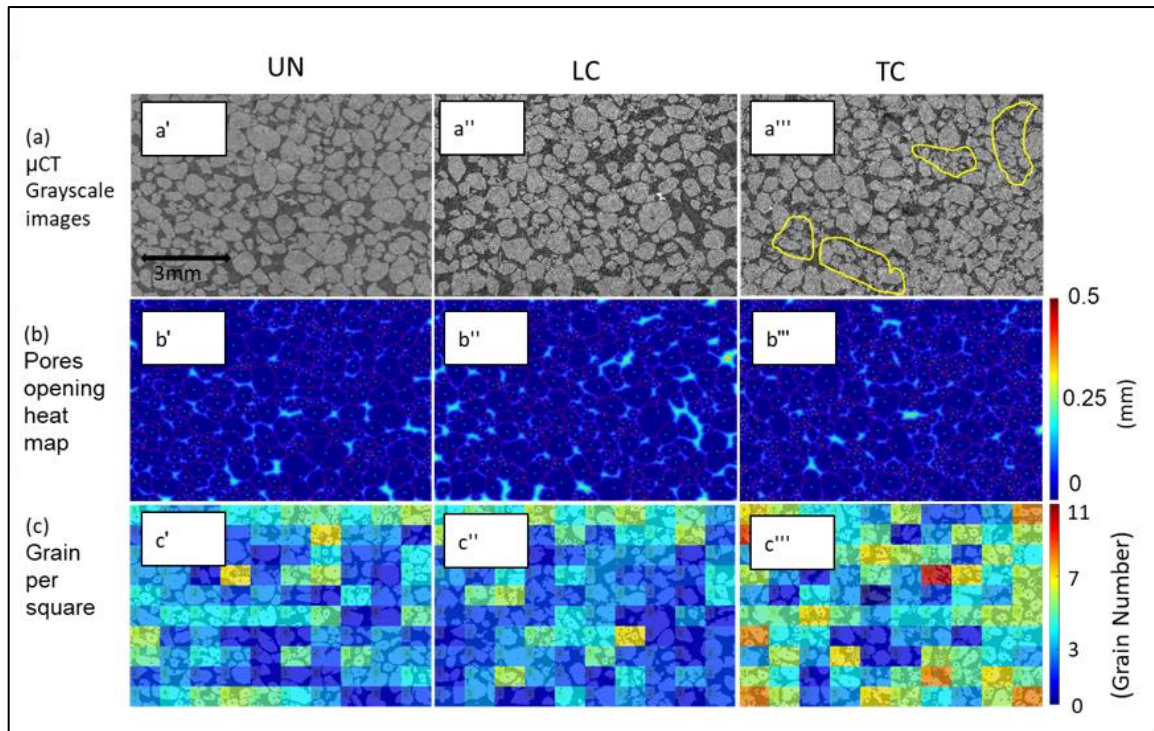 UN LC TC
(a)
µCT
Grayscale
images
a' a'' a'''
3mm
(b)
Pores
opening
heat
map
b' b'' b'''
0.5
0.25
0
(mm)
(c)
Grain
per
square
c' c'' c'''
11
7
3
0
(Grain Number)